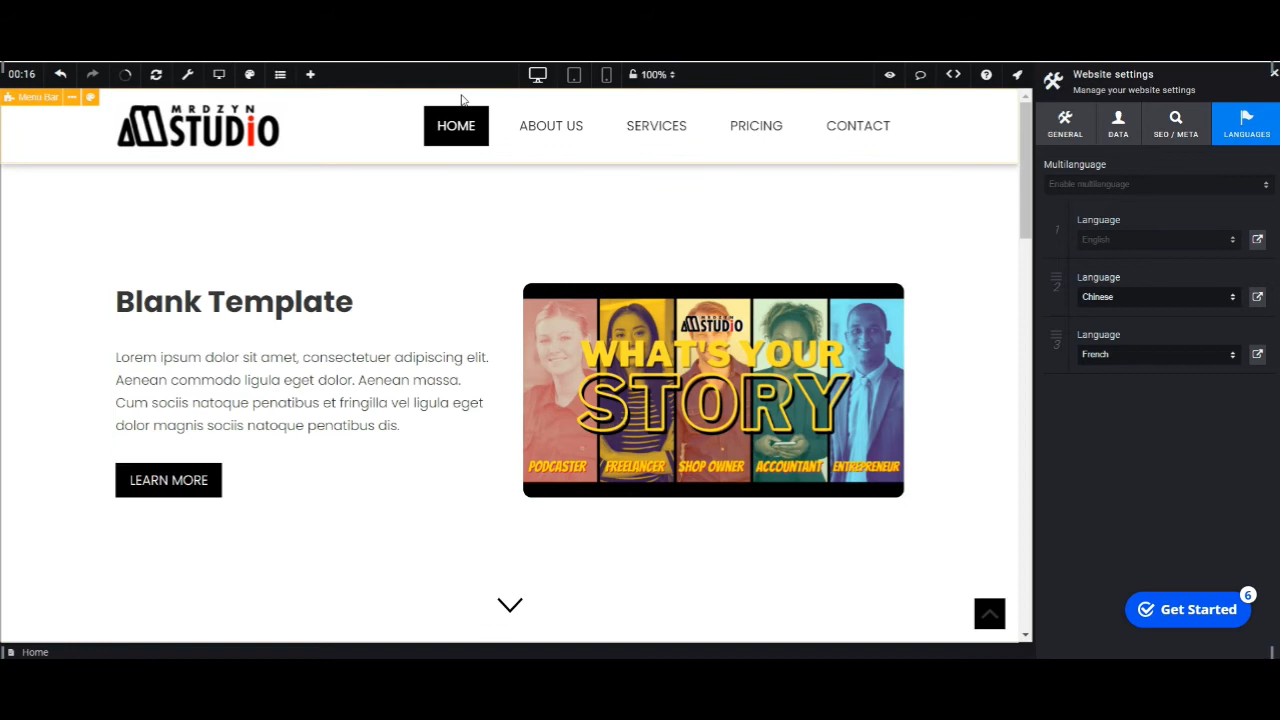 00:16
100%
Website settings
Manage your website settings
Menu Bar
MRDZYN
STUDiO
HOME
ABOUT US
SERVICES
PRICING
CONTACT
GENERAL
DATA
SEO / META
LANGUAGES
Multilanguage
Enable multilanguage
1
Language
English
2
Language
Chinese
3
Language
French
Blank Template
Lorem ipsum dolor sit amet, consectetuer adipiscing elit.
Aenean commodo ligula eget dolor. Aenean massa.
Cum sociis natoque penatibus et fringilla vel ligula eget
dolor magnis sociis natoque penatibus dis.
LEARN MORE
STUDiO
WHAT'S YOUR
STORY
PODCASTER
FREELANCER
SHOP OWNER
ACCOUNTANT
ENTREPRENEUR
6
Get Started
Home